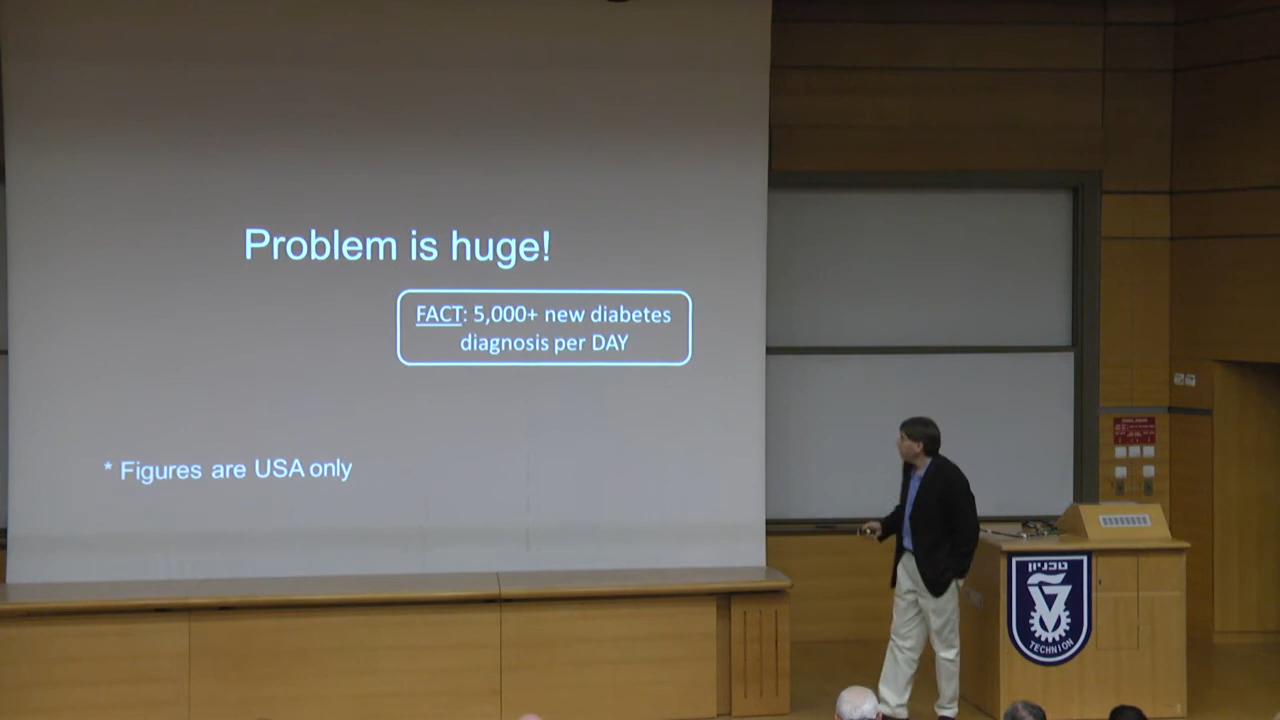 Problem is huge!
FACT: 5,000+ new diabetes
diagnosis per DAY
* Figures are USA only
טכניון
TECHNION